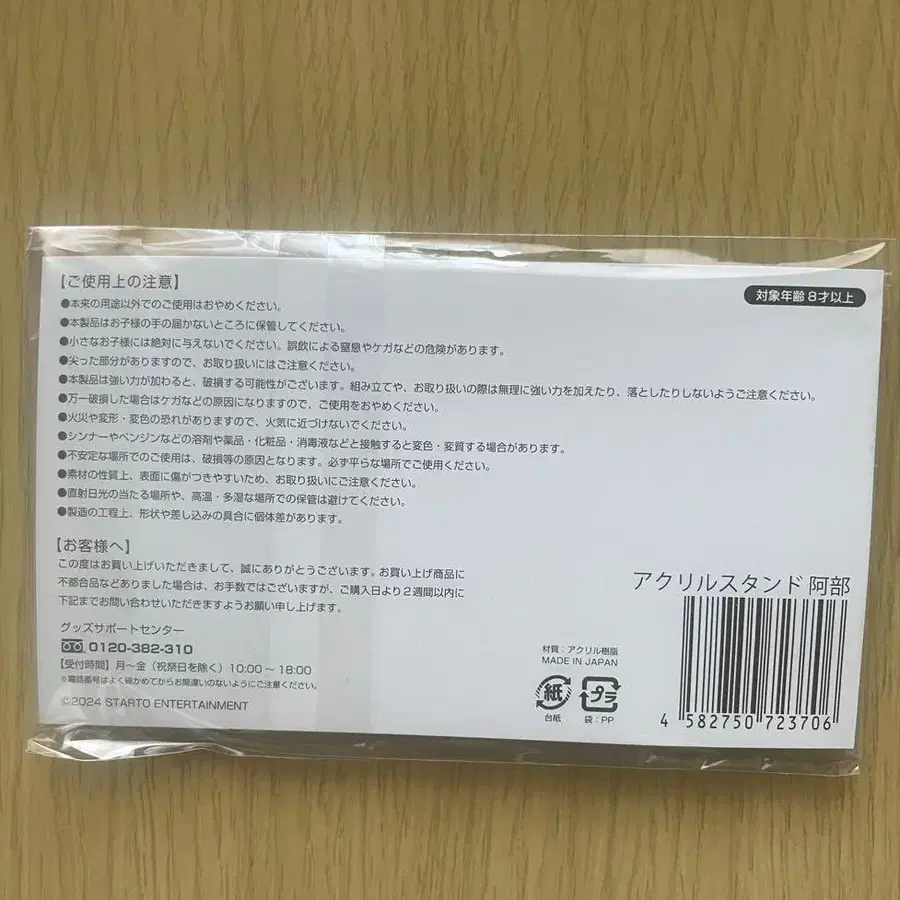 【ご使用上の注意】
対象年齢8才以上
●本来の用途以外でのご使用はおやめください。
●本製品はお子様の手の届かないところに保管してください。
●小さなお子様には絶対に与えないでください。誤飲による窒息やケガなどの危険があります。
●尖った部分がありますので、お取り扱いにはご注意ください。
●本製品は強い力が加わると、破損する可能性がございます。組み立てや、お取り扱いの際は無理に強い力を加えたり、落としたりしないようご注意ください。
●万一破損した場合はケガなどの原因になりますので、ご使用をおやめください。
●火災や変形・変色の恐れがありますので、火気に近づけないでください。
●シンナーやベンジンなどの溶剤や薬品・化粧品・消毒液などと接触すると変色・変質する場合があります。
●不安定な場所でのご使用は、破損等の原因となります。必ず平らな場所でご使用ください。
●素材の性質上、表面に傷がつきやすいため、お取り扱いにご注意ください。
●直射日光の当たる場所や、高温・多湿な場所での保管は避けてください。
●製造の工程上、形状や差し込みの具合に個体差があります。
【お客様へ】
この度はお買い上げいただきまして、誠にありがとうございます。お買い上げ商品に
不都合品などありました場合は、お手数ではございますが、ご購入日より2週間以内に
下記までお問い合わせいただきますようお願い申し上げます。
グッズサポートセンター
0120-382-310
【受付時間】月〜金（祝祭日を除く）10:00〜18:00
※電話番号はよく確かめてからお間違いのないようにご注意ください。
©2024 STARTO ENTERTAINMENT
材質：アクリル樹脂
MADE IN JAPAN
紙
台紙
プラ
袋：PP
アクリルスタンド 阿部
4 582750 723706